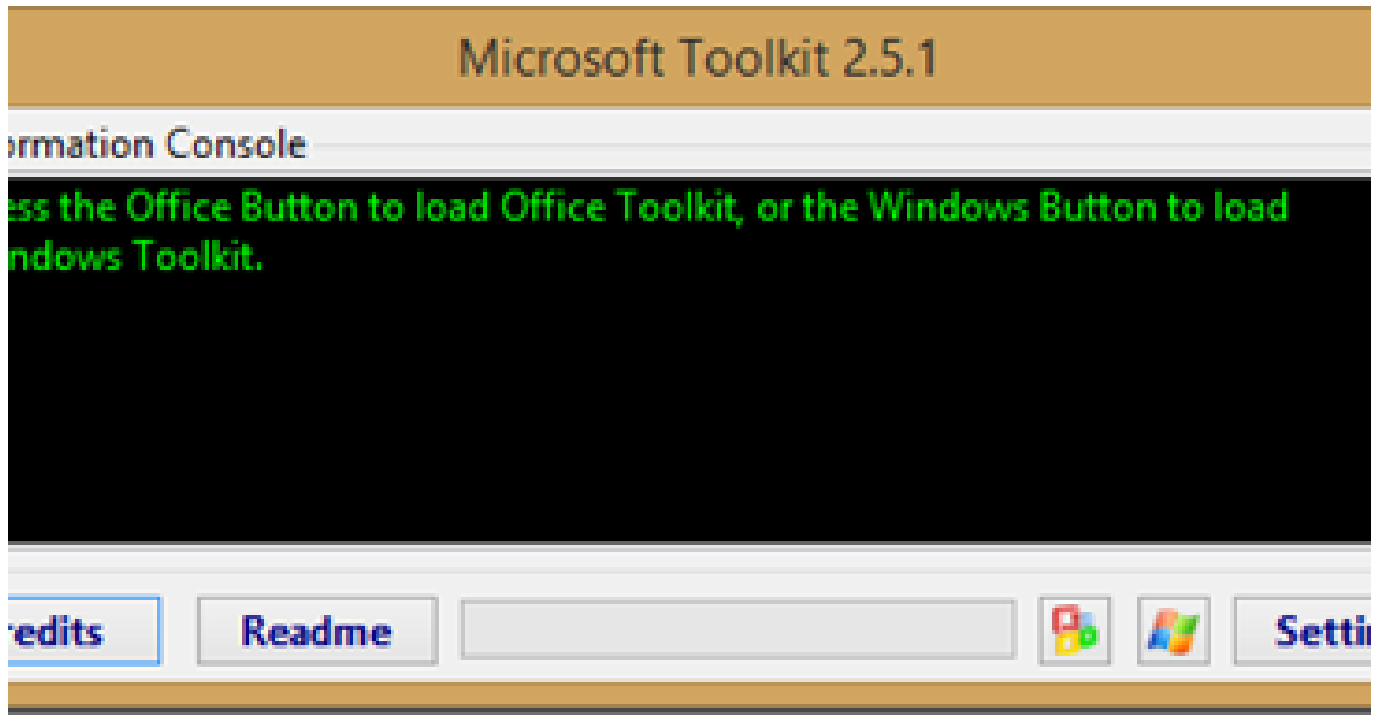 Microsoft Toolkit 2.5.1
ormation Console
ess the Office Button to load Office Toolkit, or the Windows Button to load
ndows Toolkit.
redits
Readme
Settin